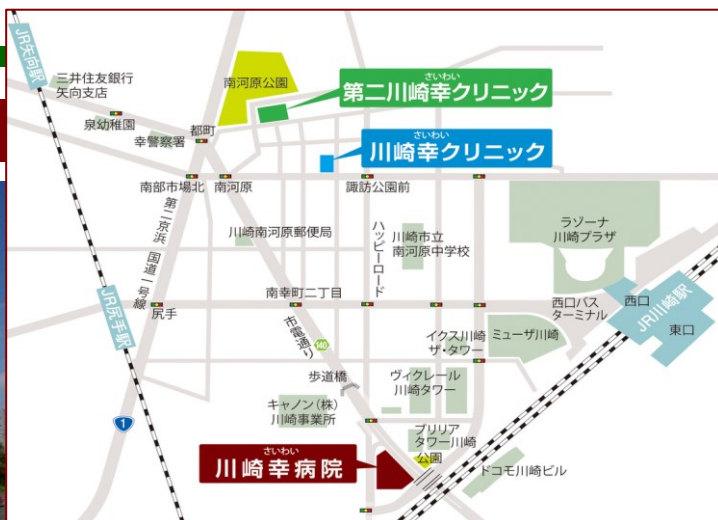 JR矢向駅
三井住友銀行
矢向支店
泉幼稚園
幸警察署
都町
南河原公園
さいわい
第二川崎幸クリニック
さいわい
川崎幸クリニック
南部市場北
南河原
諏訪公園前
第二京浜 国道一号線
川崎南河原郵便局
ハッピーロード
川崎市立
南河原中学校
ラゾーナ
川崎プラザ
JR尻手駅
尻手
南幸町二丁目
市電通り
140
西口バス
ターミナル
西口
JR川崎駅
東口
イクス川崎
ザ・タワー
ミューザ川崎
歩道橋
ヴィクレール
川崎タワー
キヤノン(株)
川崎事業所
1
ブリリア
タワー川崎
公園
さいわい
川崎幸病院
ドコモ川崎ビル